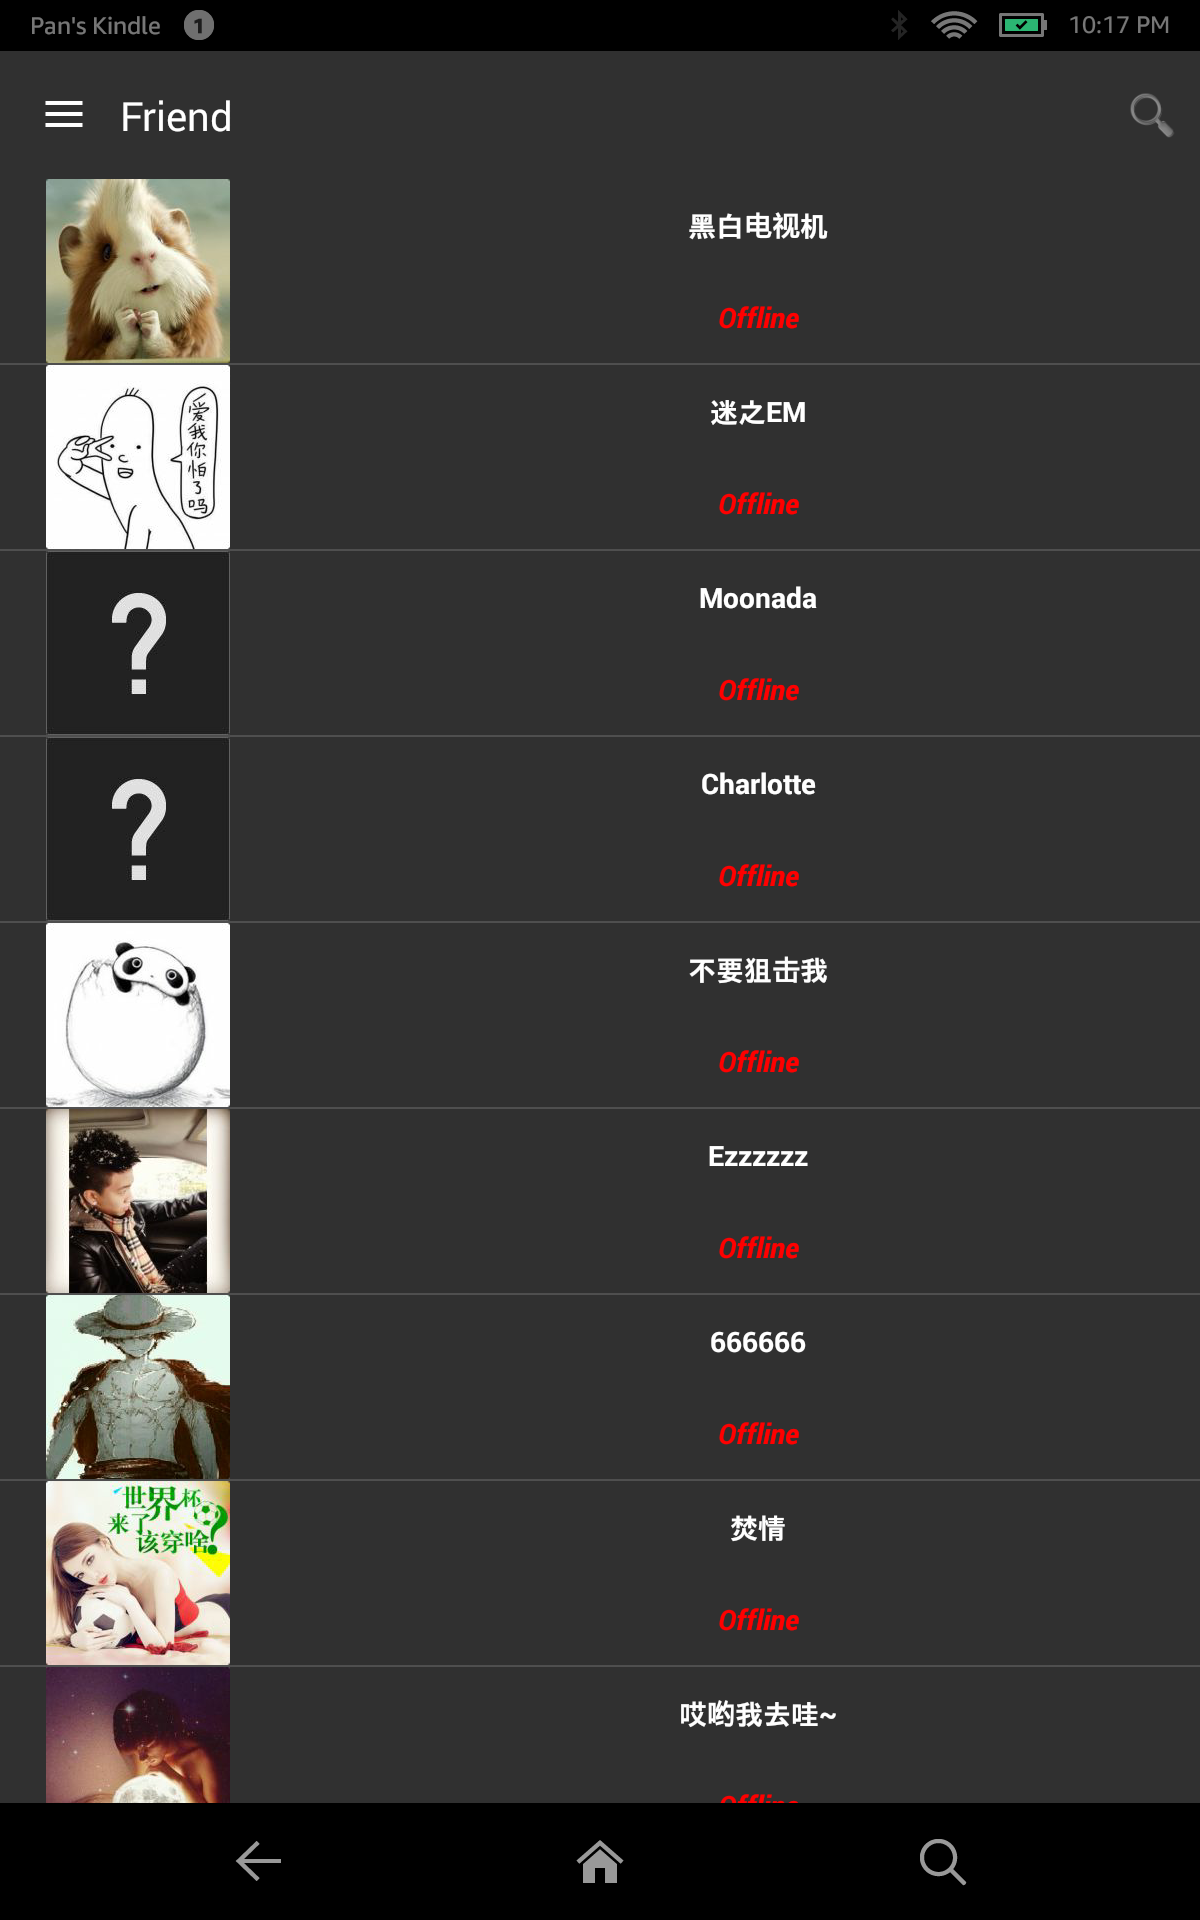 Pan's Kindle 1 10:17 PM
Friend
黑白电视机
Offline
爱我你怕了吗
迷之EM
Offline
?
Moonada
Offline
?
Charlotte
Offline
不要狙击我
Offline
Ezzzzzz
Offline
666666
Offline
世界杯
来了
该穿啥?
焚情
Offline
哎哟我去哇~
Offline